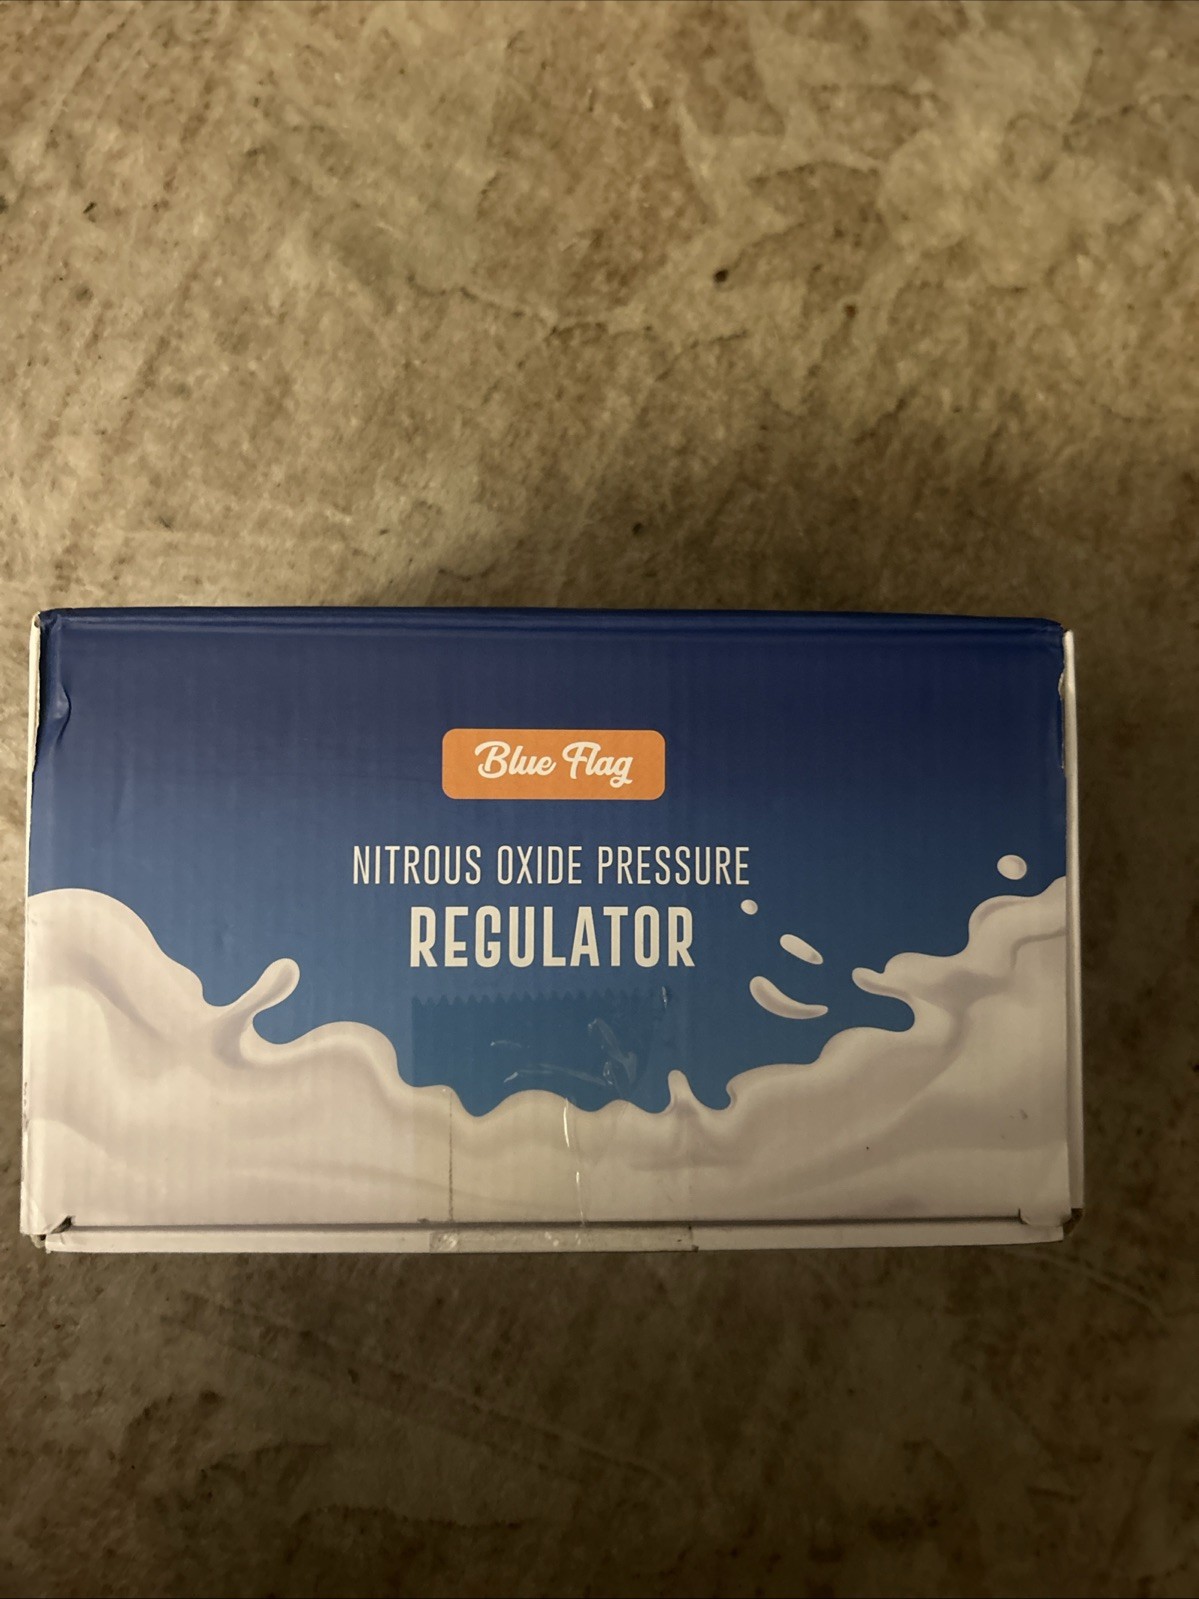 Blue Flag
NITROUS OXIDE PRESSURE
REGULATOR